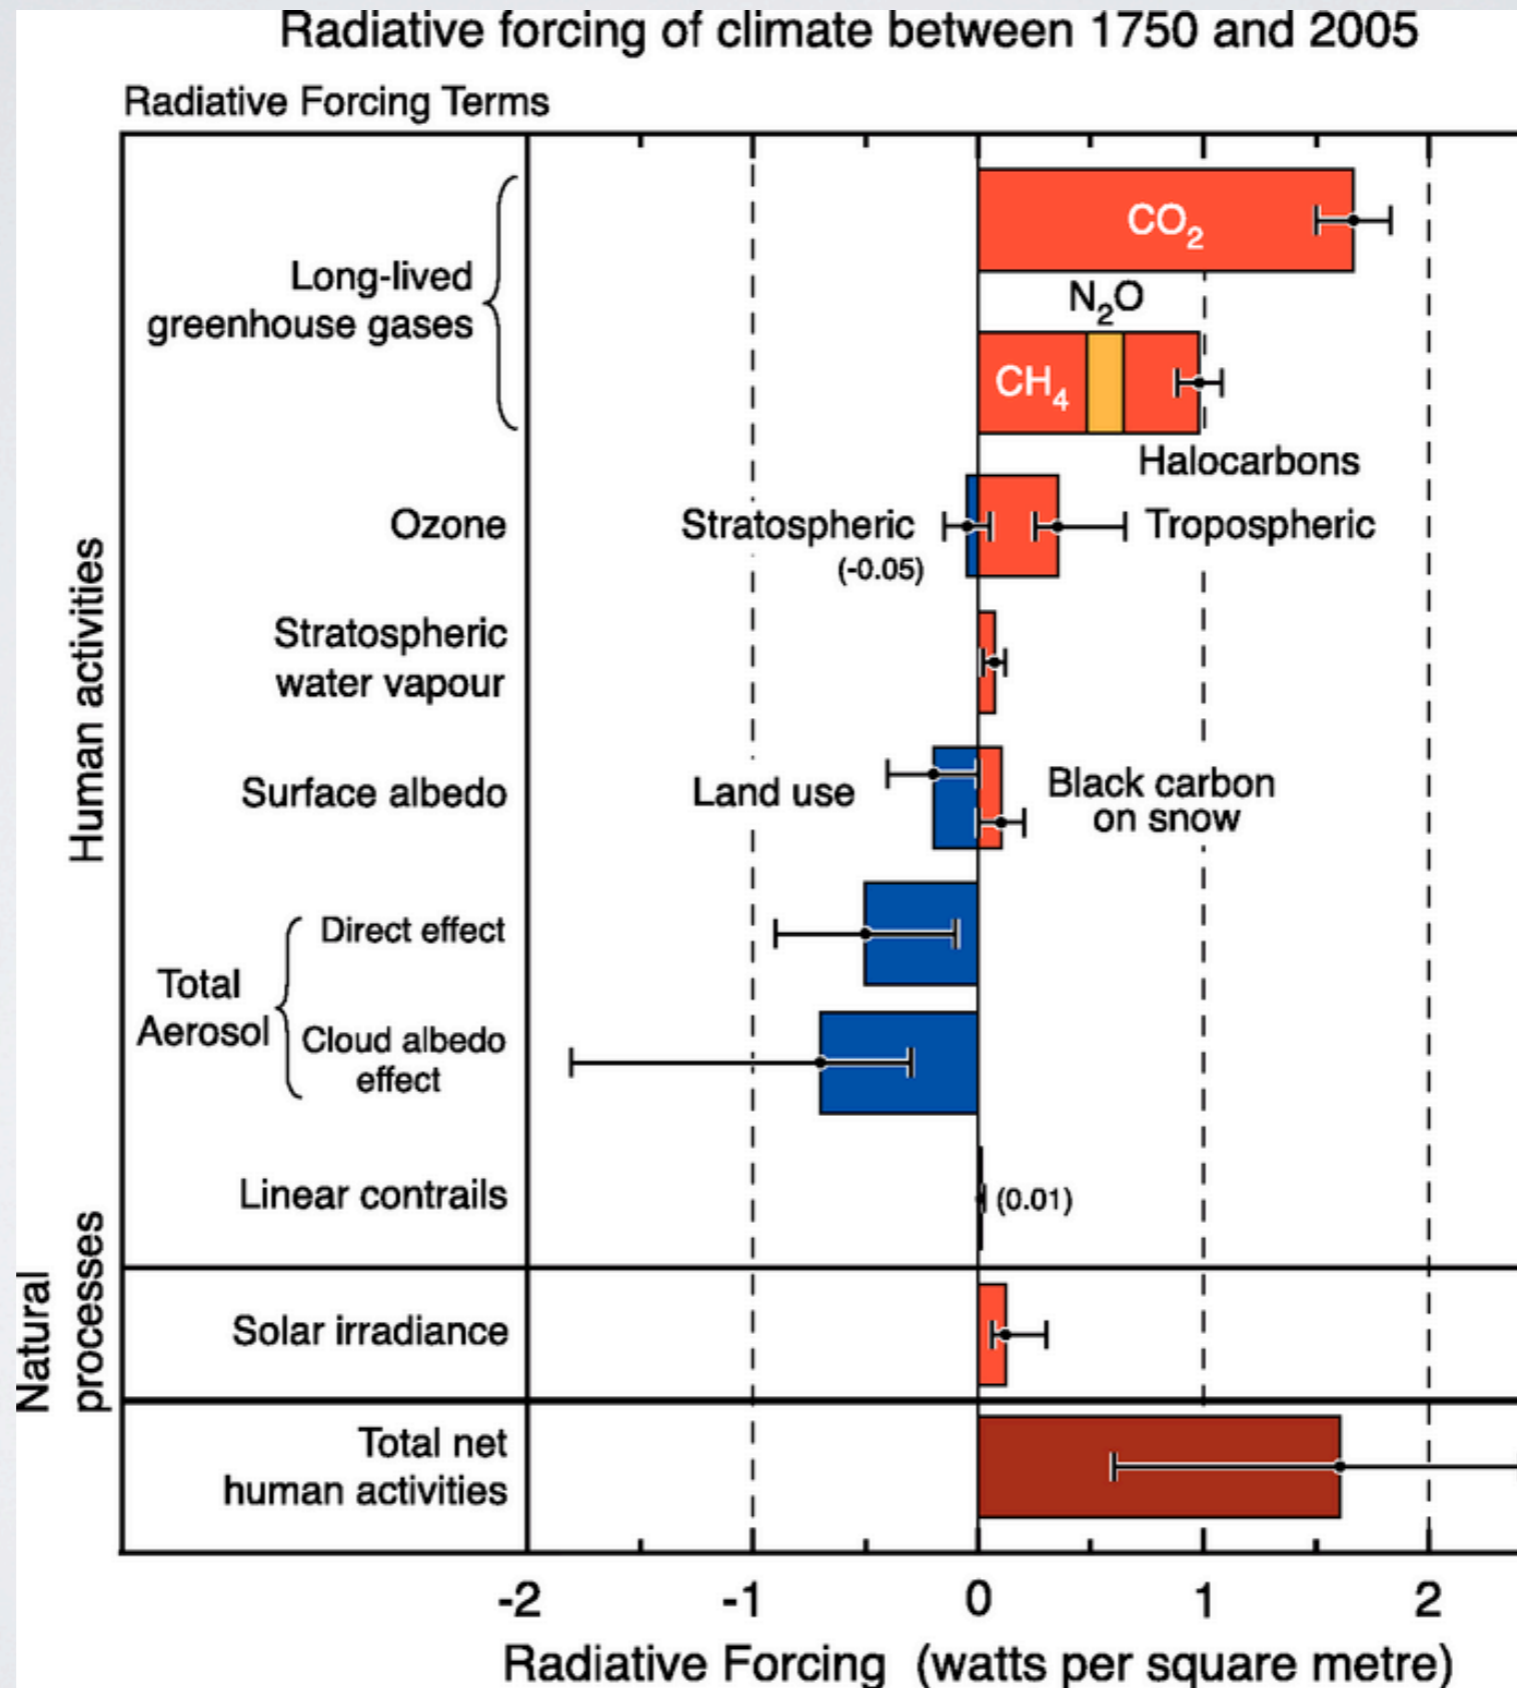 Radiative forcing of climate between 1750 and 2005
Radiative Forcing Terms
Human activities
Long-lived
greenhouse gases
CO₂
N₂O
CH₄
Halocarbons
Ozone
Stratospheric
(-0.05)
Tropospheric
Stratospheric
water vapour
Surface albedo
Land use
Black carbon
on snow
Total
Aerosol
Direct effect
Cloud albedo
effect
Linear contrails
(0.01)
Natural
processes
Solar irradiance
Total net
human activities
-2 -1 0 1 2
Radiative Forcing (watts per square metre)